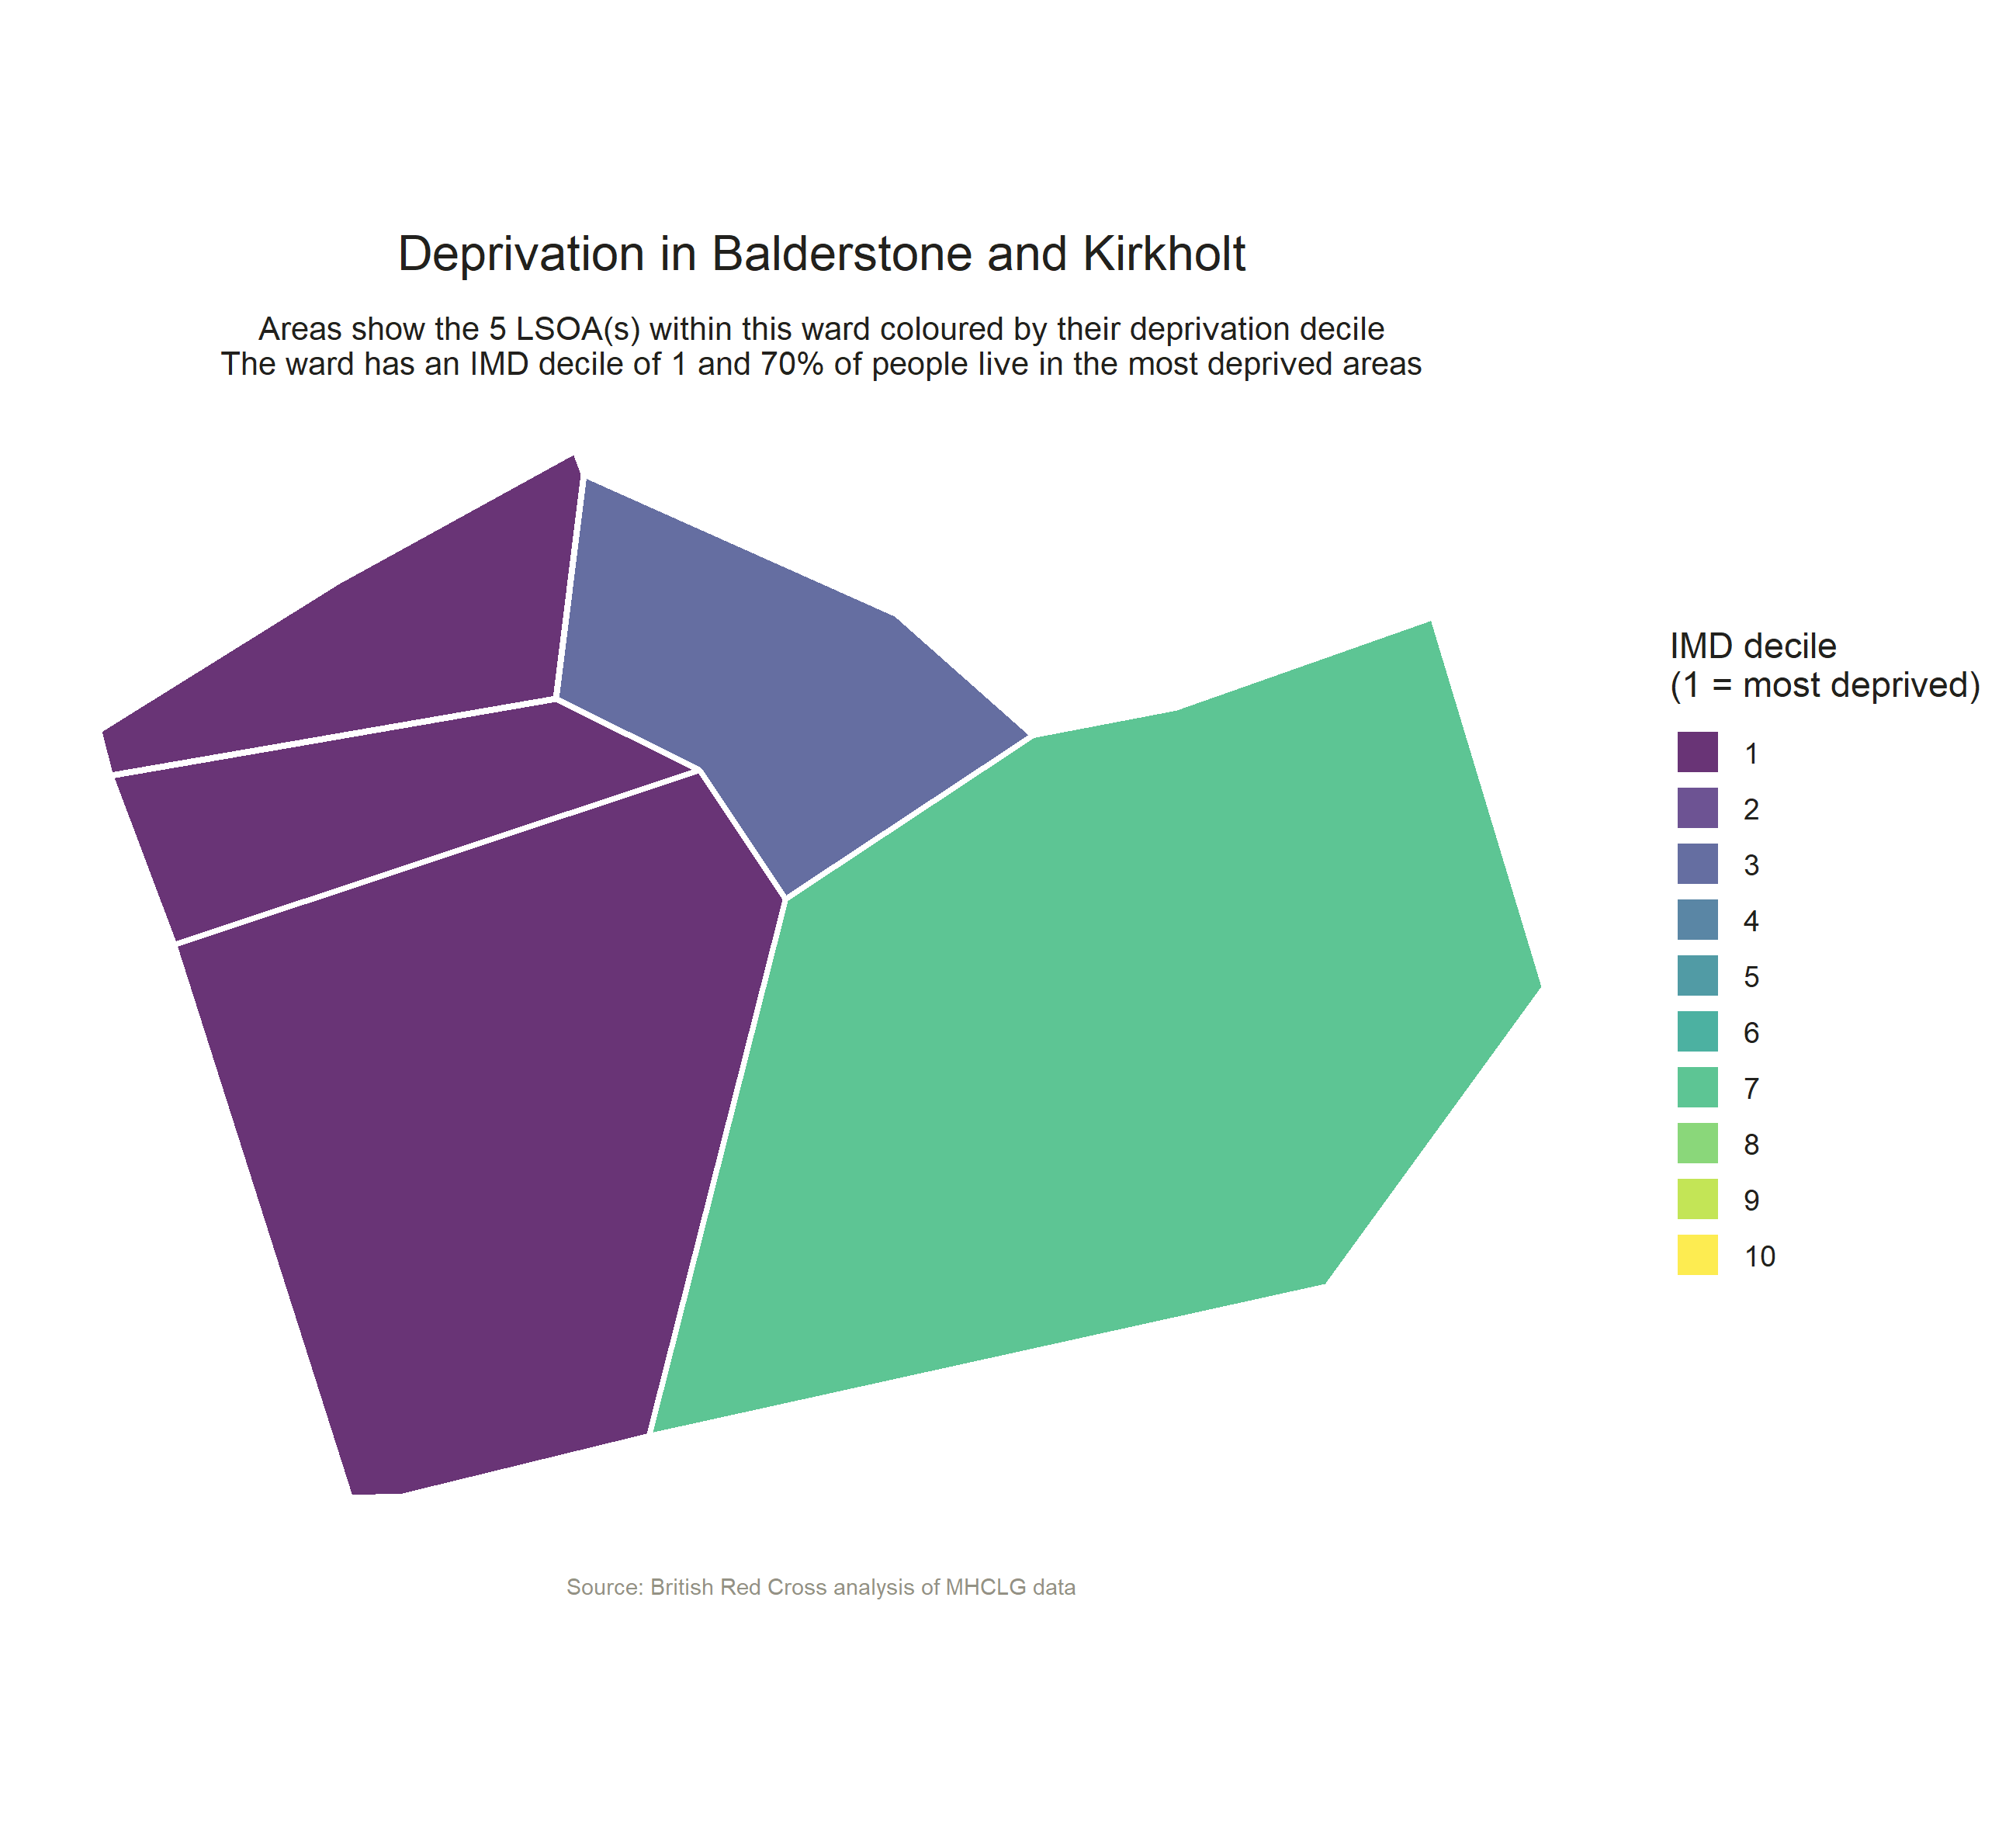 Deprivation in Balderstone and Kirkholt
Areas show the 5 LSOA(s) within this ward coloured by their deprivation decile
The ward has an IMD decile of 1 and 70% of people live in the most deprived areas
IMD decile
(1 = most deprived)
1
2
3
4
5
6
7
8
9
10
Source: British Red Cross analysis of MHCLG data